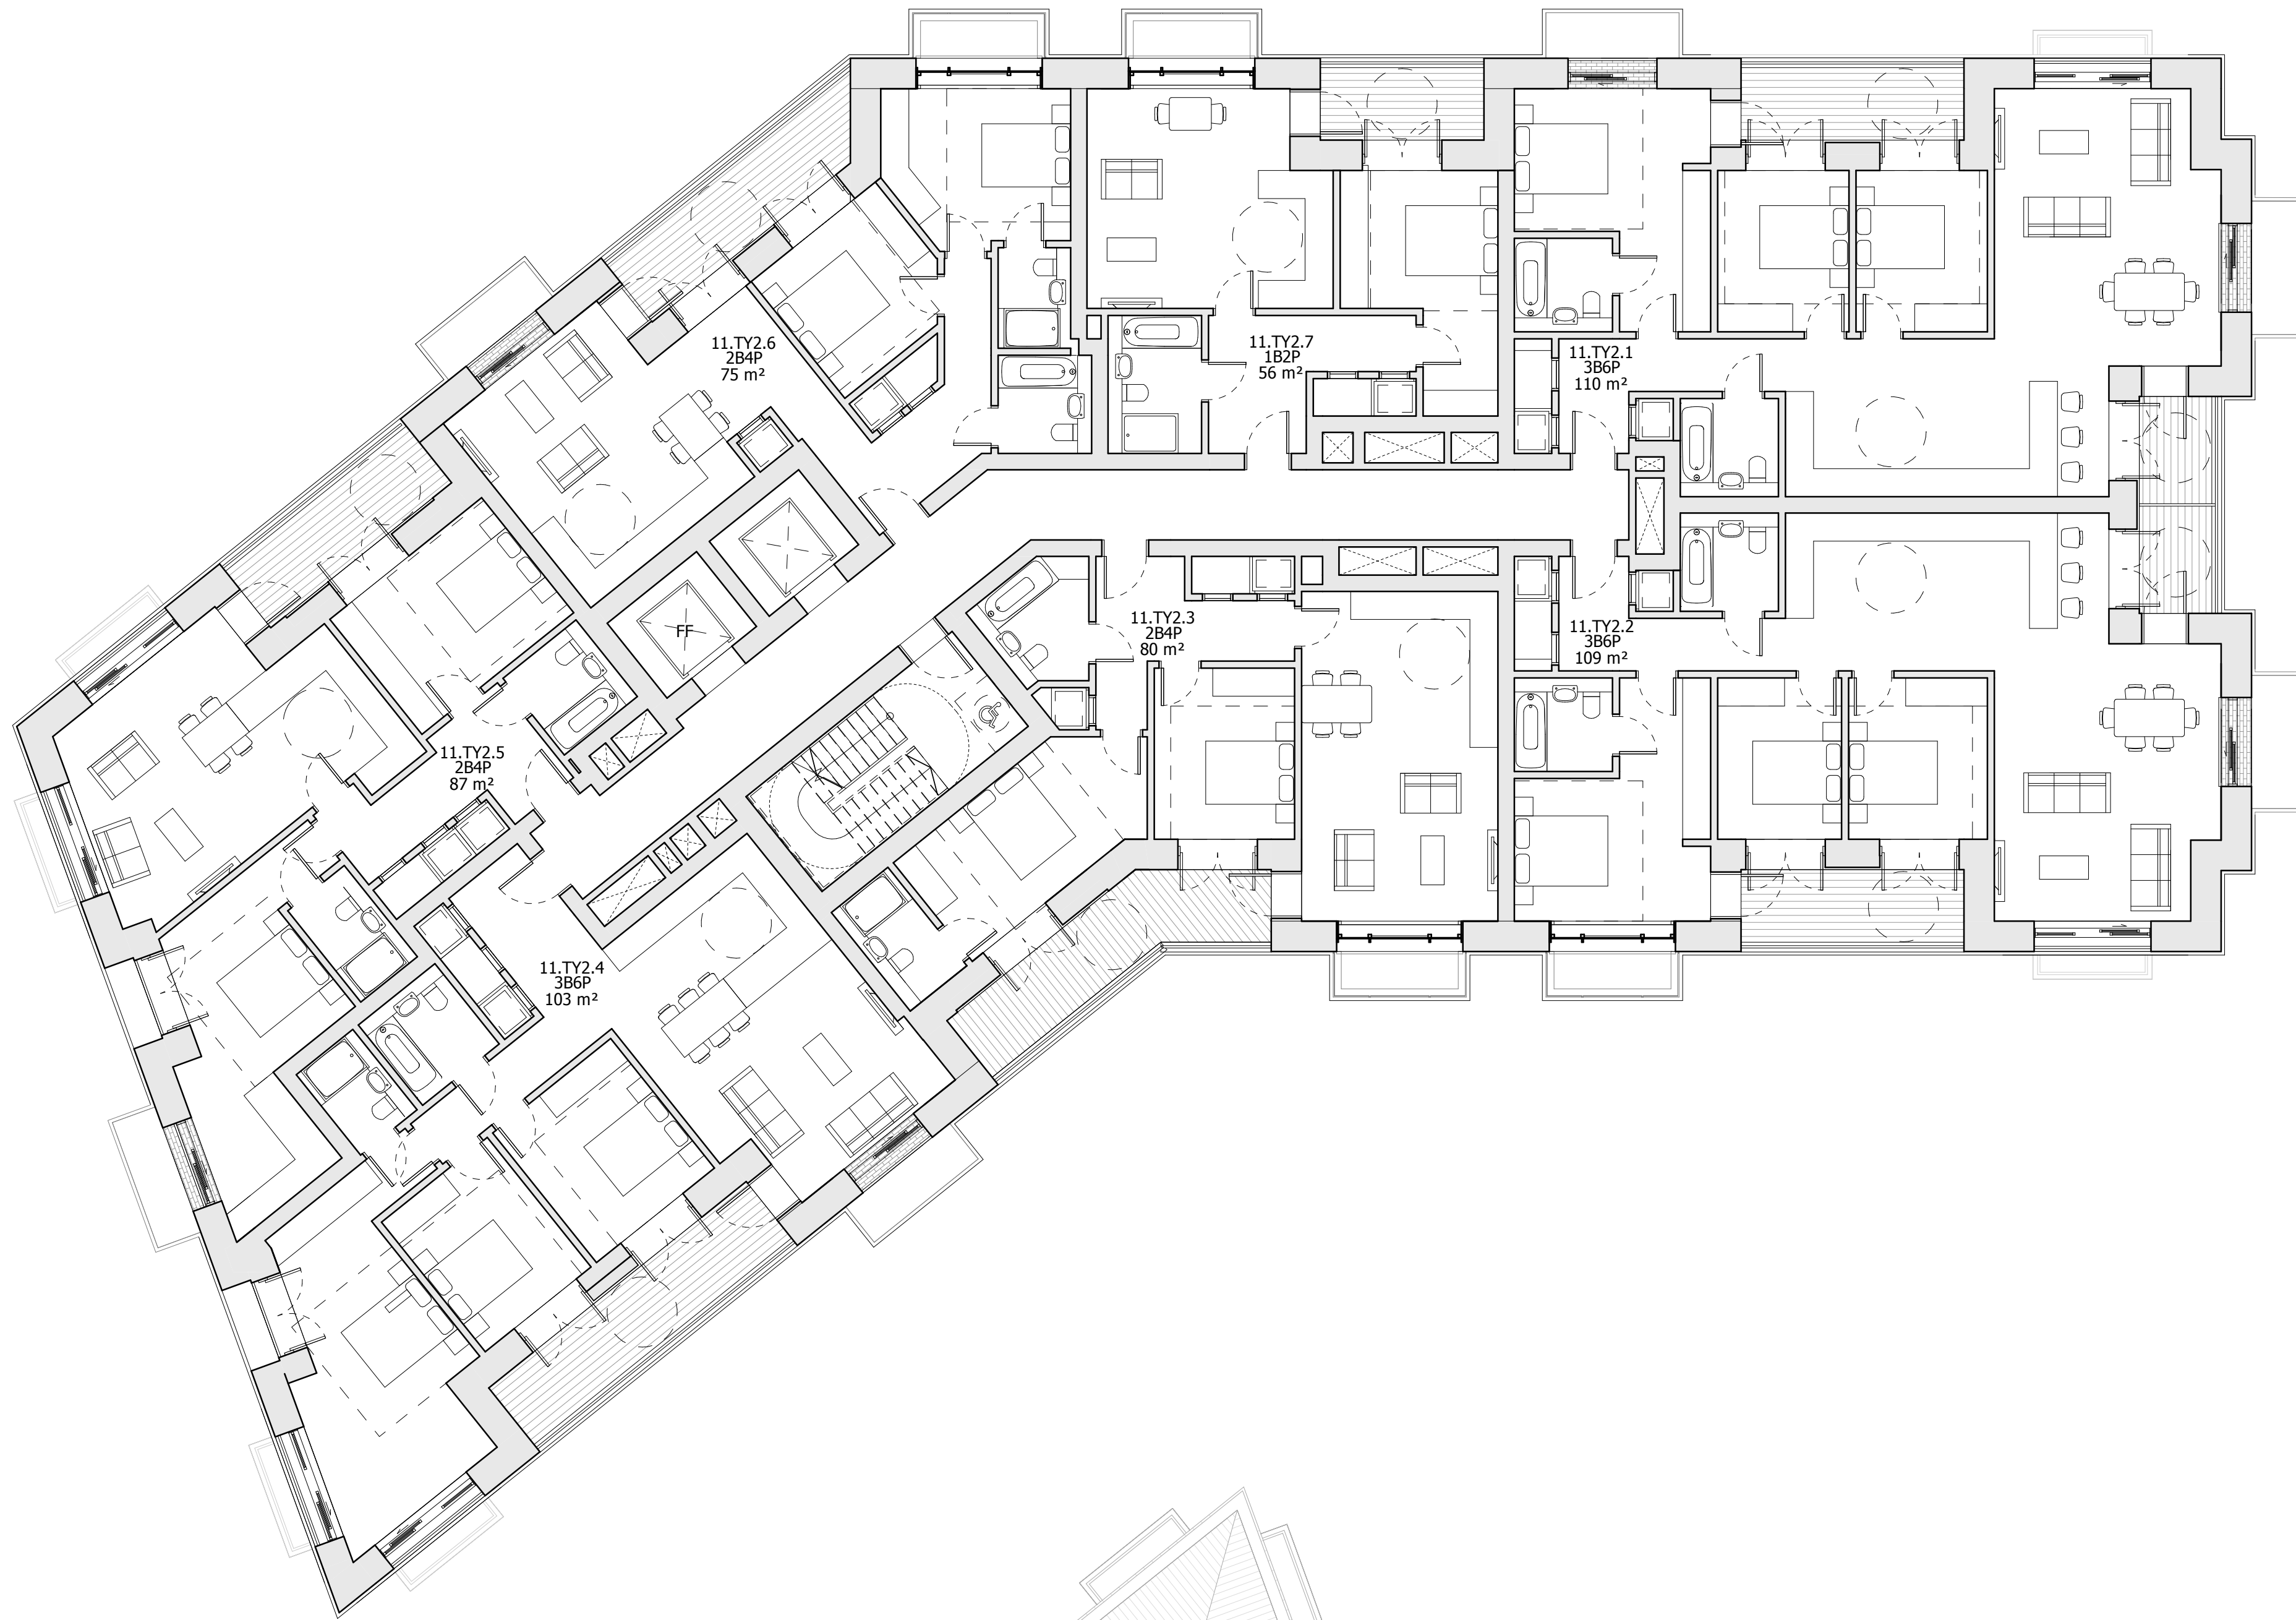 11.TY2.6
2B4P
75 m²
11.TY2.7
1B2P
56 m²
11.TY2.1
3B6P
110 m²
FF
11.TY2.3
2B4P
80 m²
11.TY2.2
3B6P
109 m²
11.TY2.5
2B4P
87 m²
11.TY2.4
3B6P
103 m²